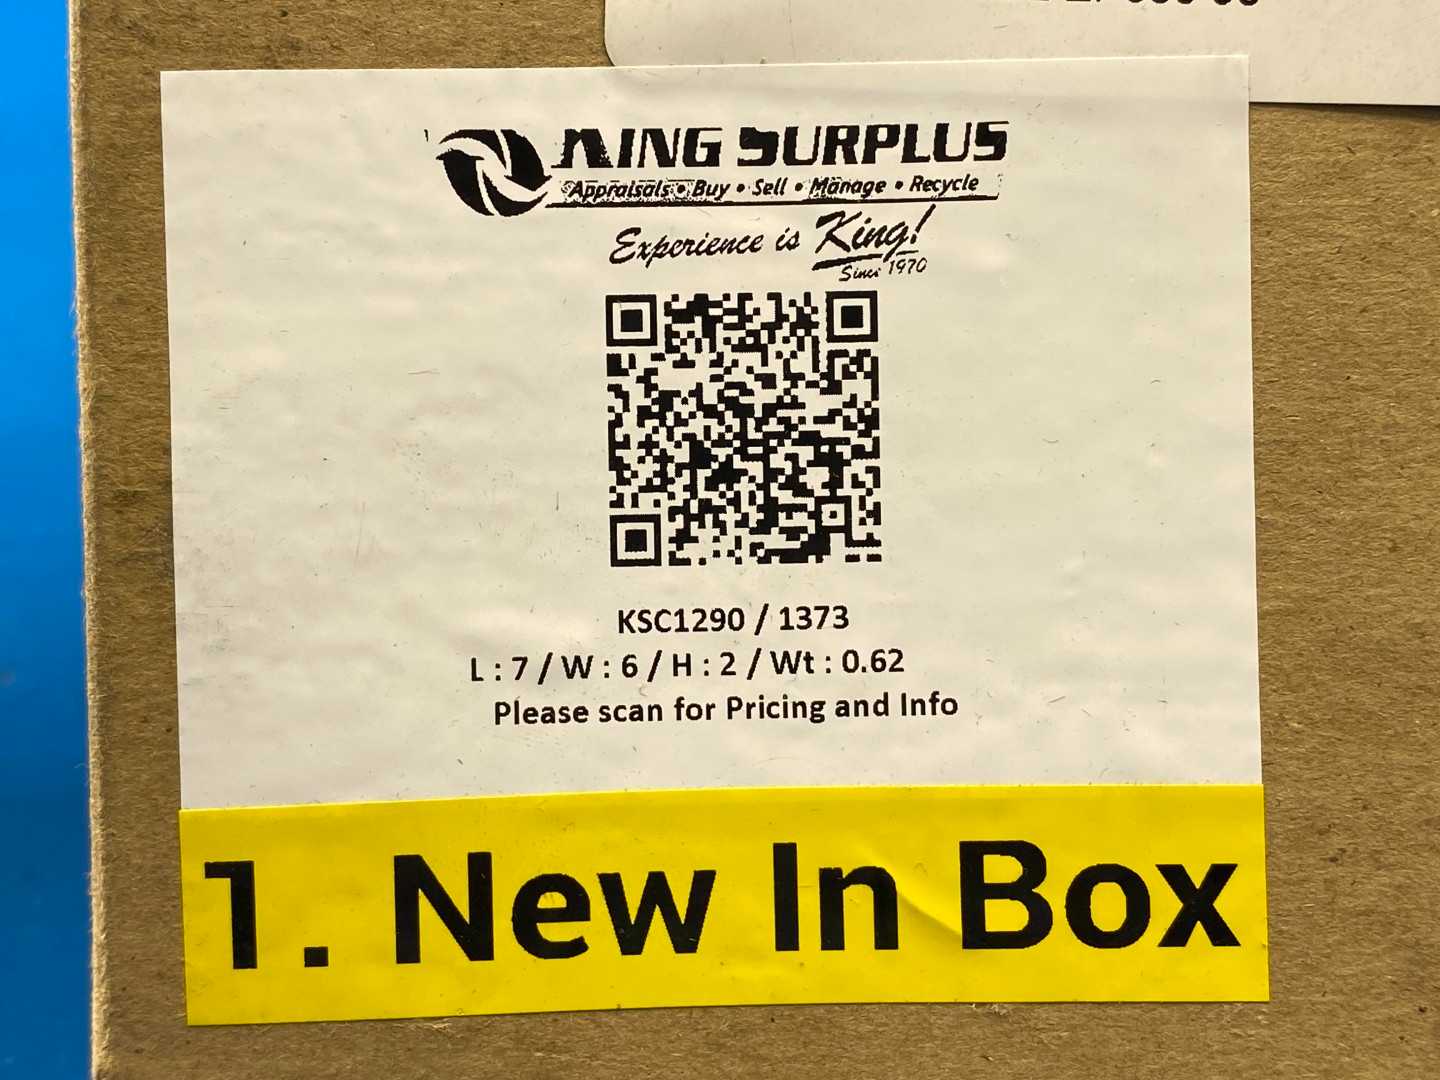 KING SURPLUS
Appraisals • Buy • Sell • Manage • Recycle
Experience is King!
Since 1970
KSC1290 / 1373
L : 7 / W : 6 / H : 2 / Wt : 0.62
Please scan for Pricing and Info
1. New In Box